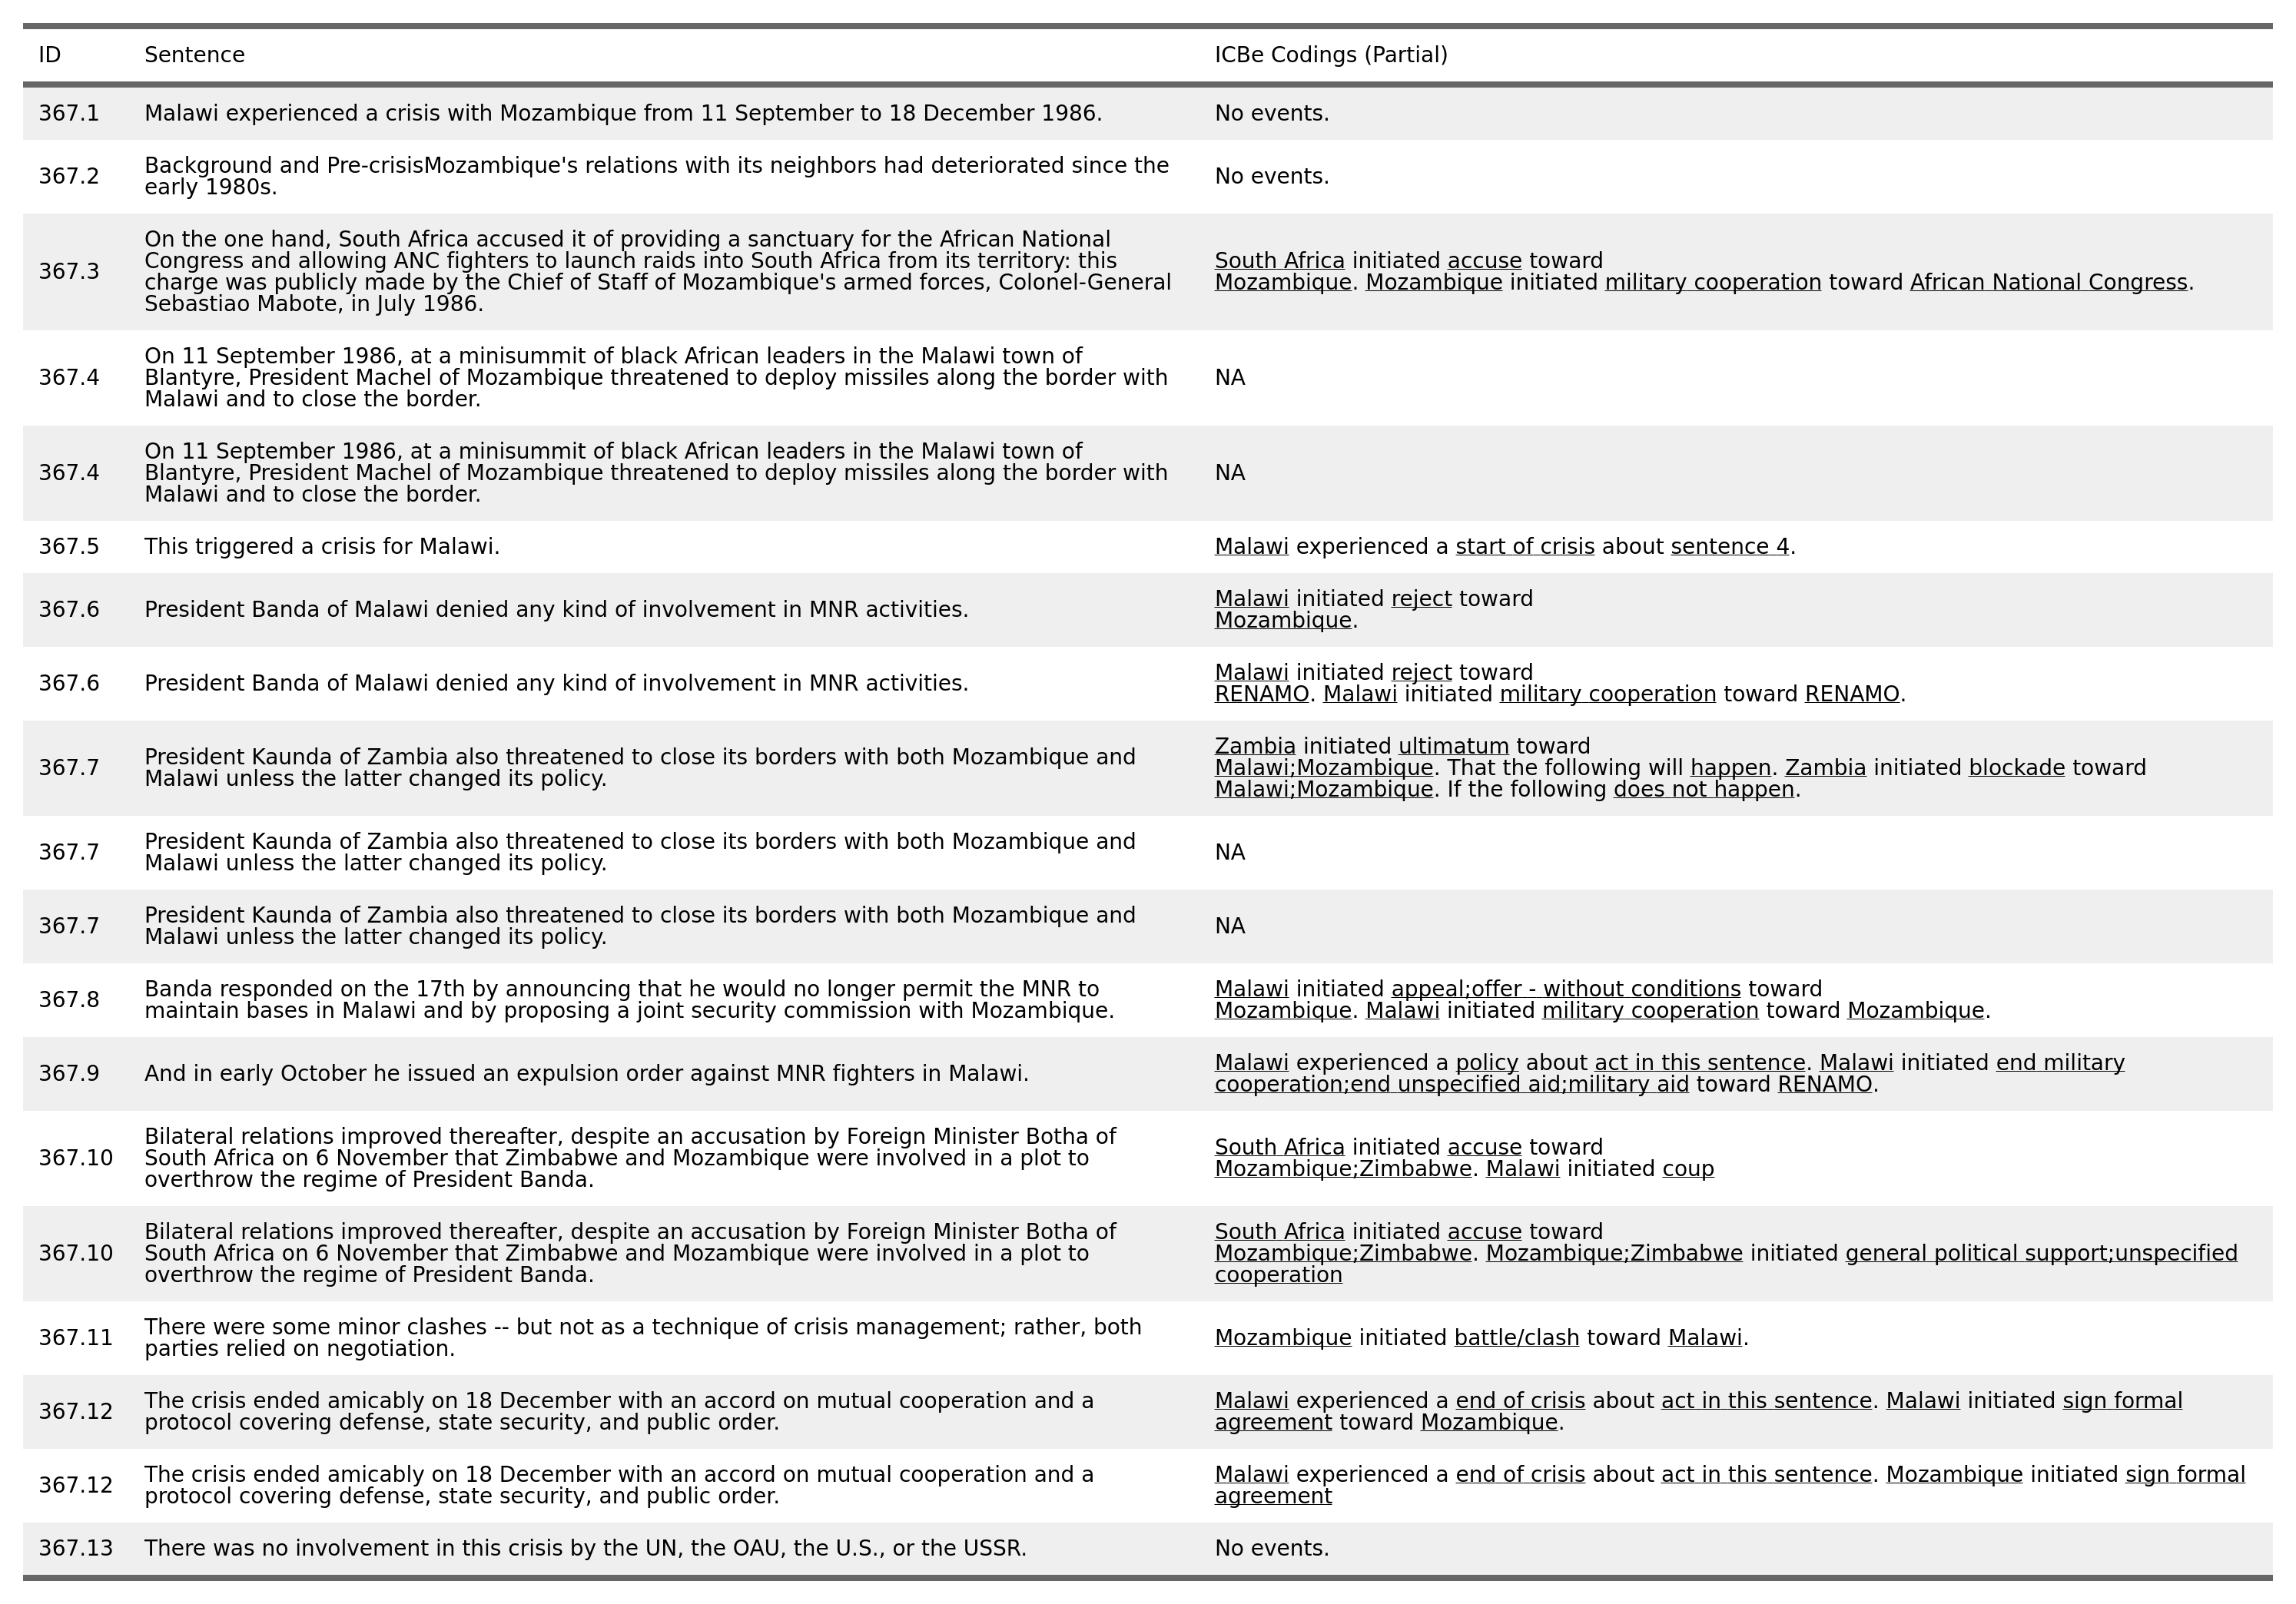 ID Sentence ICBe Codings (Partial)
367.1 Malawi experienced a crisis with Mozambique from 11 September to 18 December 1986. No events.
367.2 Background and Pre-crisisMozambique's relations with its neighbors had deteriorated since the
early 1980s.
No events.
367.3 On the one hand, South Africa accused it of providing a sanctuary for the African National
Congress and allowing ANC fighters to launch raids into South Africa from its territory: this
charge was publicly made by the Chief of Staff of Mozambique's armed forces, Colonel-General
Sebastiao Mabote, in July 1986.
South Africa initiated accuse toward
Mozambique. Mozambique initiated military cooperation toward African National Congress.
367.4 On 11 September 1986, at a minisummit of black African leaders in the Malawi town of
Blantyre, President Machel of Mozambique threatened to deploy missiles along the border with
Malawi and to close the border.
NA
367.4 On 11 September 1986, at a minisummit of black African leaders in the Malawi town of
Blantyre, President Machel of Mozambique threatened to deploy missiles along the border with
Malawi and to close the border.
NA
367.5 This triggered a crisis for Malawi. Malawi experienced a start of crisis about sentence 4.
367.6 President Banda of Malawi denied any kind of involvement in MNR activities.
Malawi initiated reject toward
Mozambique.
367.6 President Banda of Malawi denied any kind of involvement in MNR activities.
Malawi initiated reject toward
RENAMO. Malawi initiated military cooperation toward RENAMO.
367.7 President Kaunda of Zambia also threatened to close its borders with both Mozambique and
Malawi unless the latter changed its policy.
Zambia initiated ultimatum toward
Malawi;Mozambique. That the following will happen. Zambia initiated blockade toward
Malawi;Mozambique. If the following does not happen.
367.7 President Kaunda of Zambia also threatened to close its borders with both Mozambique and
Malawi unless the latter changed its policy.
NA
367.7 President Kaunda of Zambia also threatened to close its borders with both Mozambique and
Malawi unless the latter changed its policy.
NA
367.8 Banda responded on the 17th by announcing that he would no longer permit the MNR to
maintain bases in Malawi and by proposing a joint security commission with Mozambique.
Malawi initiated appeal;offer - without conditions toward
Mozambique. Malawi initiated military cooperation toward Mozambique.
367.9 And in early October he issued an expulsion order against MNR fighters in Malawi.
Malawi experienced a policy about act in this sentence. Malawi initiated end military
cooperation;end unspecified aid;military aid toward RENAMO.
367.10 Bilateral relations improved thereafter, despite an accusation by Foreign Minister Botha of
South Africa on 6 November that Zimbabwe and Mozambique were involved in a plot to
overthrow the regime of President Banda.
South Africa initiated accuse toward
Mozambique;Zimbabwe. Malawi initiated coup
367.10 Bilateral relations improved thereafter, despite an accusation by Foreign Minister Botha of
South Africa on 6 November that Zimbabwe and Mozambique were involved in a plot to
overthrow the regime of President Banda.
South Africa initiated accuse toward
Mozambique;Zimbabwe. Mozambique;Zimbabwe initiated general political support;unspecified
cooperation
367.11 There were some minor clashes -- but not as a technique of crisis management; rather, both
parties relied on negotiation.
Mozambique initiated battle/clash toward Malawi.
367.12 The crisis ended amicably on 18 December with an accord on mutual cooperation and a
protocol covering defense, state security, and public order.
Malawi experienced a end of crisis about act in this sentence. Malawi initiated sign formal
agreement toward Mozambique.
367.12 The crisis ended amicably on 18 December with an accord on mutual cooperation and a
protocol covering defense, state security, and public order.
Malawi experienced a end of crisis about act in this sentence. Mozambique initiated sign formal
agreement
367.13 There was no involvement in this crisis by the UN, the OAU, the U.S., or the USSR. No events.